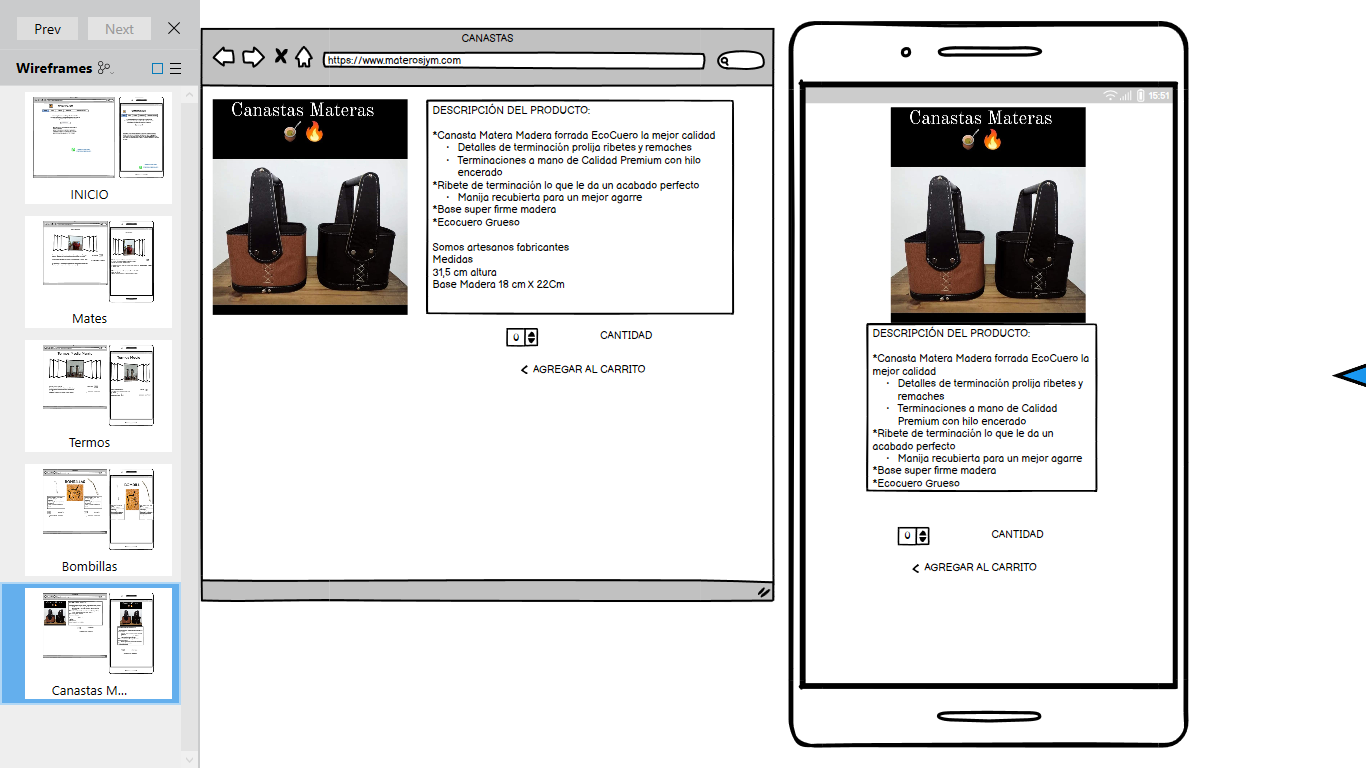 Prev
Next
Wireframes
INICIO
Mates
Termos
Bombillas
Canastas M...
CANASTAS
https://www.materosjym.com
Canastas Materas
DESCRIPCIÓN DEL PRODUCTO:
*Canasta Matera Madera forrada EcoCuero la mejor calidad
• Detalles de terminación prolija ribetes y remaches
• Terminaciones a mano de Calidad Premium con hilo
encerado
*Ribete de terminación lo que le da un acabado perfecto
• Manija recubierta para un mejor agarre
*Base super firme madera
*Ecocuero Grueso
Somos artesanos fabricantes
Medidas
31,5 cm altura
Base Madera 18 cm X 22Cm
0
CANTIDAD
< AGREGAR AL CARRITO
15:51
Canastas Materas
DESCRIPCIÓN DEL PRODUCTO:
*Canasta Matera Madera forrada EcoCuero la
mejor calidad
• Detalles de terminación prolija ribetes y
remaches
• Terminaciones a mano de Calidad
Premium con hilo encerado
*Ribete de terminación lo que le da un
acabado perfecto
• Manija recubierta para un mejor agarre
*Base super firme madera
*Ecocuero Grueso
0
CANTIDAD
< AGREGAR AL CARRITO